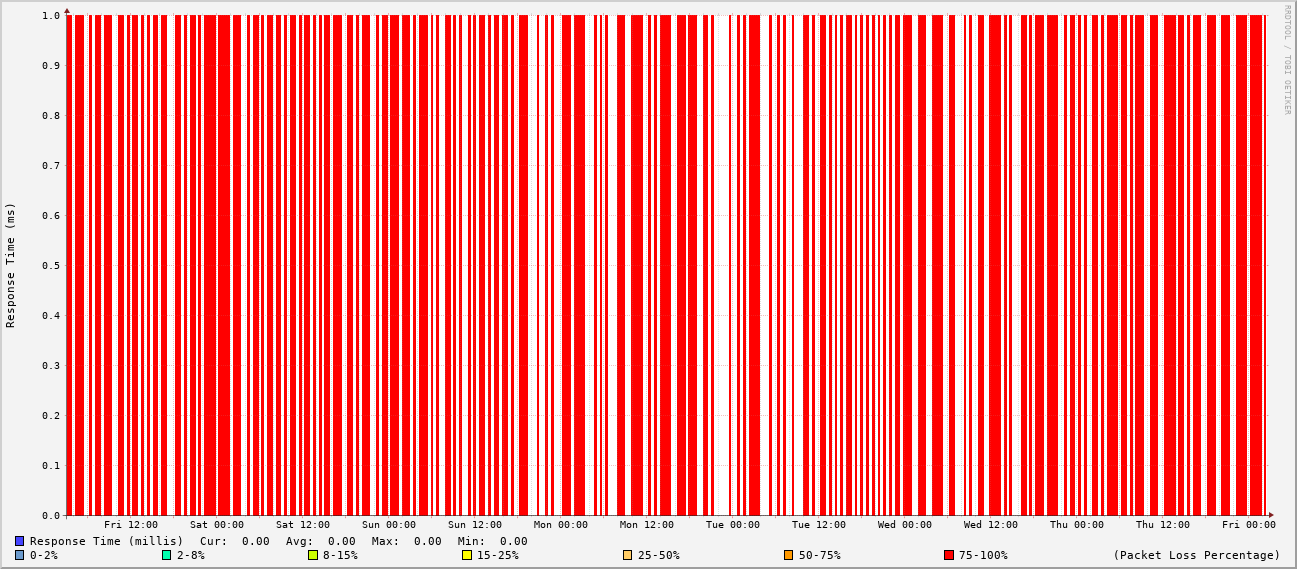 RRDTOOL / TOBI OETIKER
Response Time (ms)
1.0
0.9
0.8
0.7
0.6
0.5
0.4
0.3
0.2
0.1
0.0
Fri 12:00 Sat 00:00 Sat 12:00 Sun 00:00 Sun 12:00 Mon 00:00 Mon 12:00 Tue 00:00 Tue 12:00 Wed 00:00 Wed 12:00 Thu 00:00 Thu 12:00 Fri 00:00
Response Time (millis) Cur: 0.00 Avg: 0.00 Max: 0.00 Min: 0.00
0-2% 2-8% 8-15% 15-25% 25-50% 50-75% 75-100% (Packet Loss Percentage)